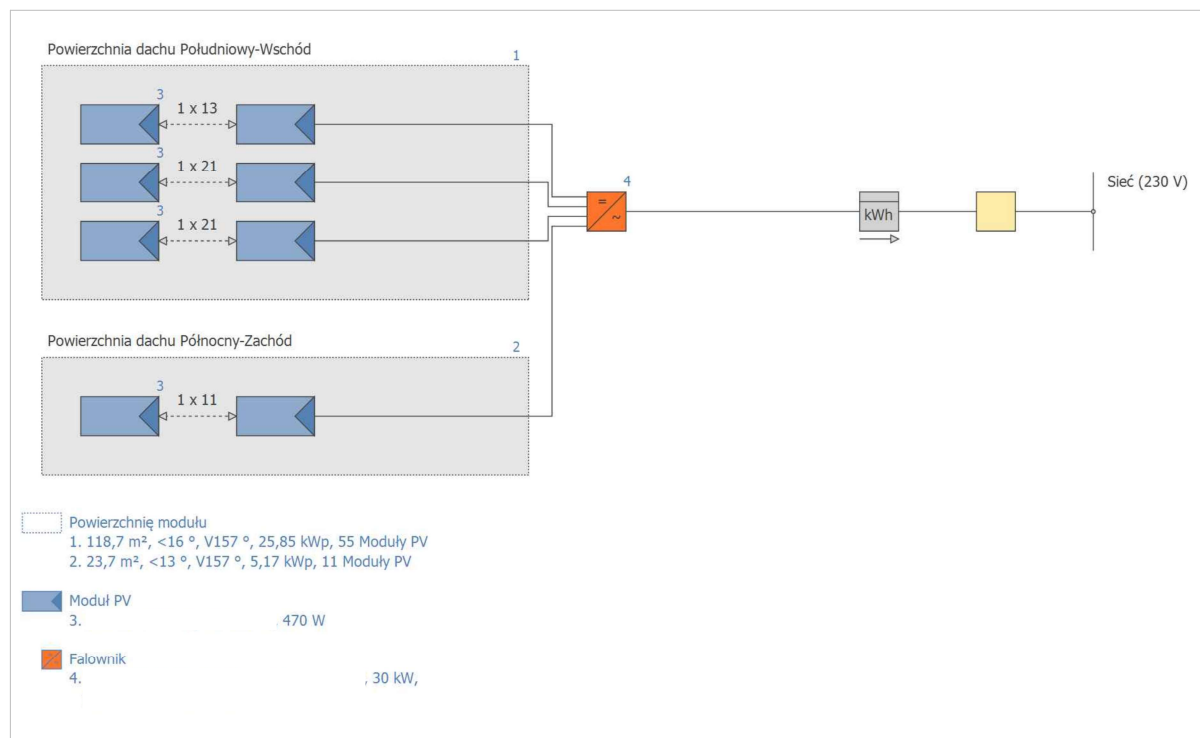 Powierzchnia dachu Południowy-Wschód
1
3
1 x 13
3
1 x 21
3
1 x 21
4
kWh
Sieć (230 V)
Powierzchnia dachu Północny-Zachód
2
3
1 x 11
Powierzchnię modułu
1. 118,7 m², <16 °, V157 °, 25,85 kWp, 55 Moduły PV
2. 23,7 m², <13 °, V157 °, 5,17 kWp, 11 Moduły PV
Moduł PV
3. , 470 W
Falownik
4. , 30 kW,